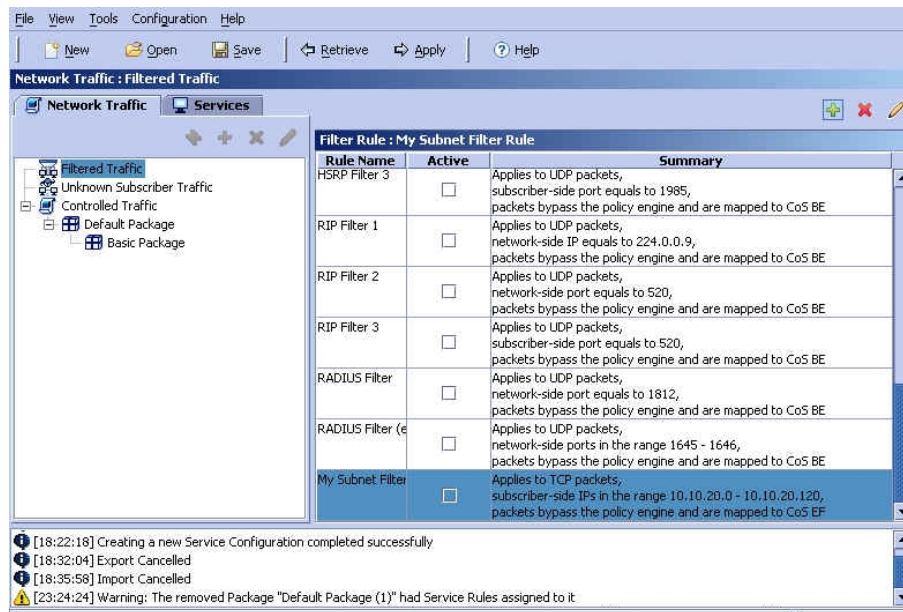 File View Tools Configuration Help
New Open Save Retrieve Apply Help
Network Traffic : Filtered Traffic
Network Traffic Services
Filtered Traffic
Unknown Subscriber Traffic
Controlled Traffic
Default Package
Basic Package
Filter Rule : My Subnet Filter Rule
Rule Name Active Summary
HSRP Filter 3
Applies to UDP packets,
subscriber-side port equals to 1985,
packets bypass the policy engine and are mapped to CoS BE
RIP Filter 1
Applies to UDP packets,
network-side IP equals to 224.0.0.9,
packets bypass the policy engine and are mapped to CoS BE
RIP Filter 2
Applies to UDP packets,
network-side port equals to 520,
packets bypass the policy engine and are mapped to CoS BE
RIP Filter 3
Applies to UDP packets,
subscriber-side port equals to 520,
packets bypass the policy engine and are mapped to CoS BE
RADIUS Filter
Applies to UDP packets,
network-side port equals to 1812,
packets bypass the policy engine and are mapped to CoS BE
RADIUS Filter (e
Applies to UDP packets,
network-side ports in the range 1645 - 1646,
packets bypass the policy engine and are mapped to CoS BE
My Subnet Filter
Applies to TCP packets,
subscriber-side IPs in the range 10.10.20.0 - 10.10.20.120,
packets bypass the policy engine and are mapped to CoS EF
[18:22:18] Creating a new Service Configuration completed successfully
[18:32:04] Export Cancelled
[18:35:58] Import Cancelled
[23:24:24] Warning: The removed Package "Default Package (1)" had Service Rules assigned to it